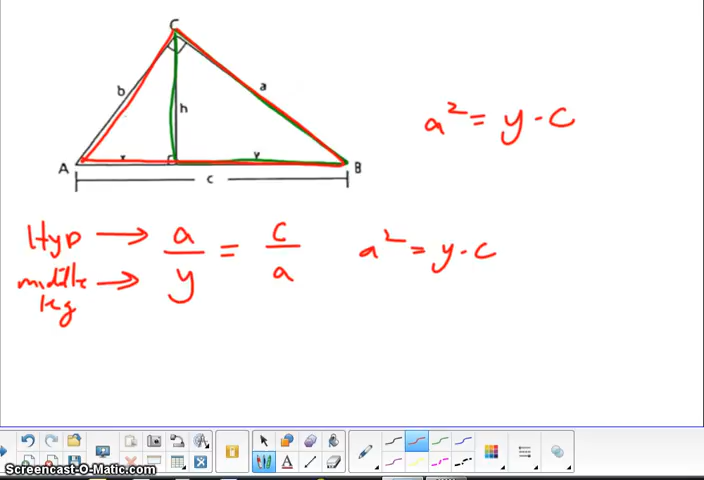 C
b
a
h
x
y
A
B
c
a² = y · c
Hyp → a/y = c/a
a² = y · c
middle leg →
A
SCREENCAST-O-MATIC.com